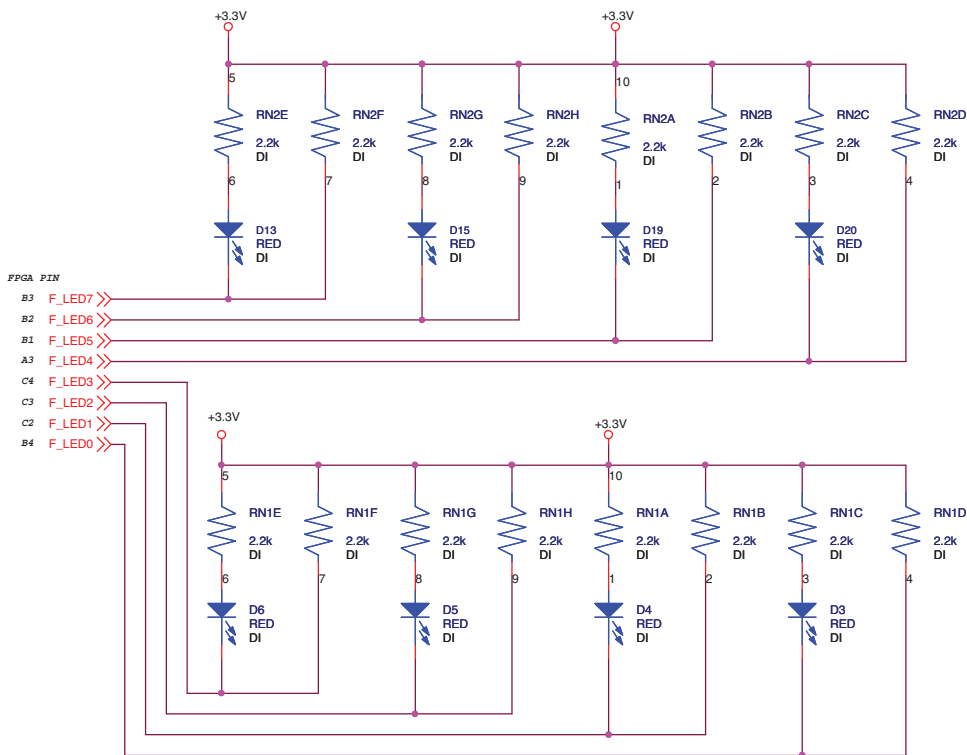 +3.3V +3.3V
5 10
RN2E RN2F RN2G RN2H RN2A RN2B RN2C RN2D
2.2k 2.2k 2.2k 2.2k 2.2k 2.2k 2.2k 2.2k
DI DI DI DI DI DI DI DI
6 7 8 9 1 2 3 4
D13 D15 D19 D20
RED RED RED RED
DI DI DI DI
FPGA PIN
B3 F_LED7
B2 F_LED6
B1 F_LED5
A3 F_LED4
C4 F_LED3
C3 F_LED2
C2 F_LED1
B4 F_LED0
+3.3V +3.3V
5 10
RN1E RN1F RN1G RN1H RN1A RN1B RN1C RN1D
2.2k 2.2k 2.2k 2.2k 2.2k 2.2k 2.2k 2.2k
DI DI DI DI DI DI DI DI
6 7 8 9 1 2 3 4
D6 D5 D4 D3
RED RED RED RED
DI DI DI DI